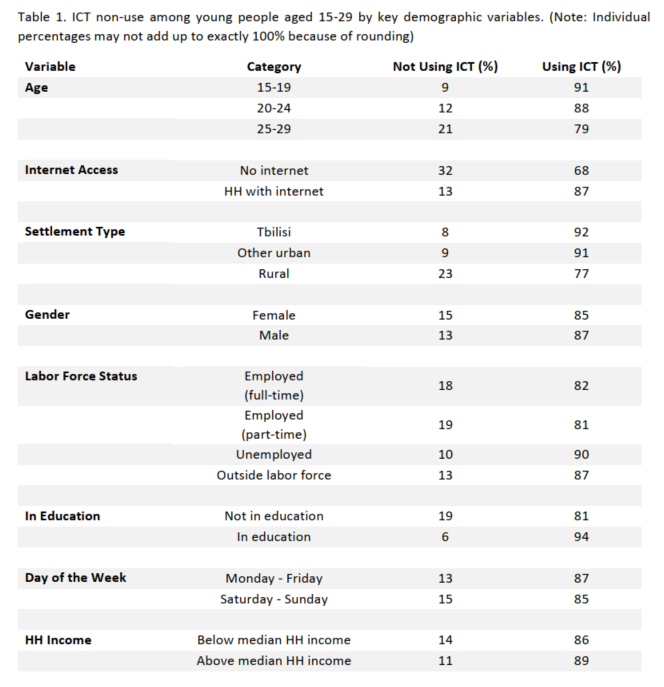 Table 1. ICT non-use among young people aged 15-29 by key demographic variables. (Note: Individual
percentages may not add up to exactly 100% because of rounding)
Variable Category Not Using ICT (%) Using ICT (%)
Age 15-19 9 91
20-24 12 88
25-29 21 79
Internet Access No internet 32 68
HH with internet 13 87
Settlement Type Tbilisi 8 92
Other urban 9 91
Rural 23 77
Gender Female 15 85
Male 13 87
Labor Force Status Employed
(full-time) 18 82
Employed
(part-time) 19 81
Unemployed 10 90
Outside labor force 13 87
In Education Not in education 19 81
In education 6 94
Day of the Week Monday - Friday 13 87
Saturday - Sunday 15 85
HH Income Below median HH income 14 86
Above median HH income 11 89